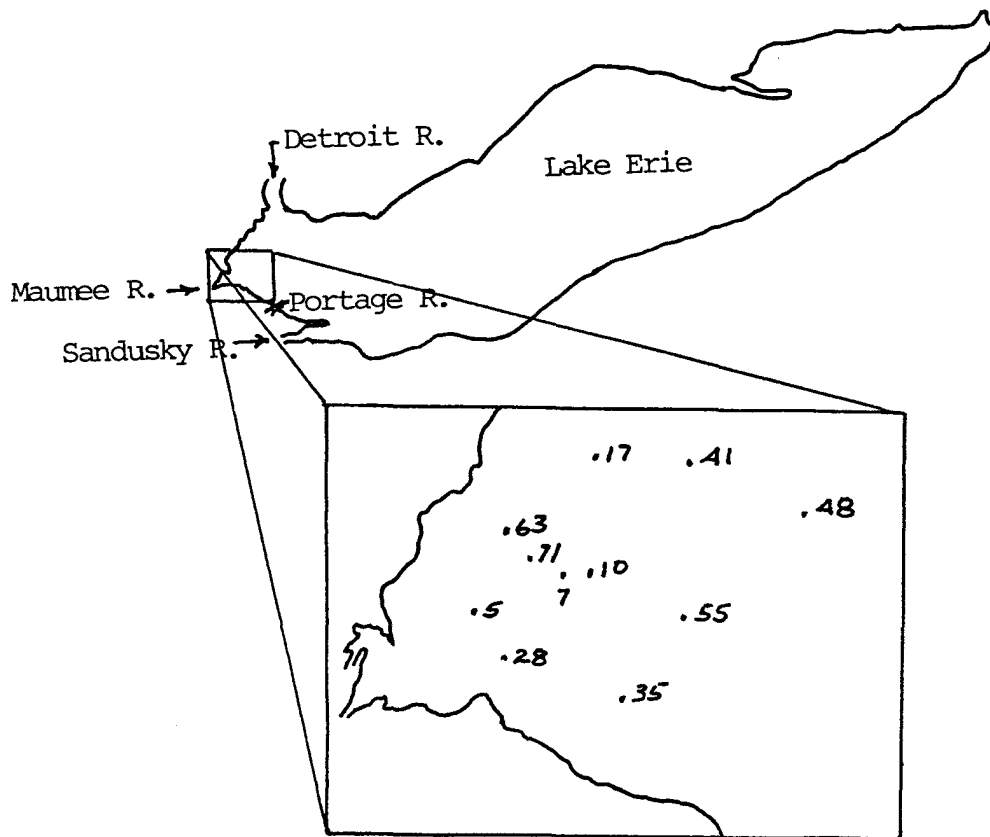 Detroit R.
Lake Erie
Maumee R.
Portage R.
Sandusky R.
.17
.41
.48
.63
.71
.10
7
.5
.55
.28
.35